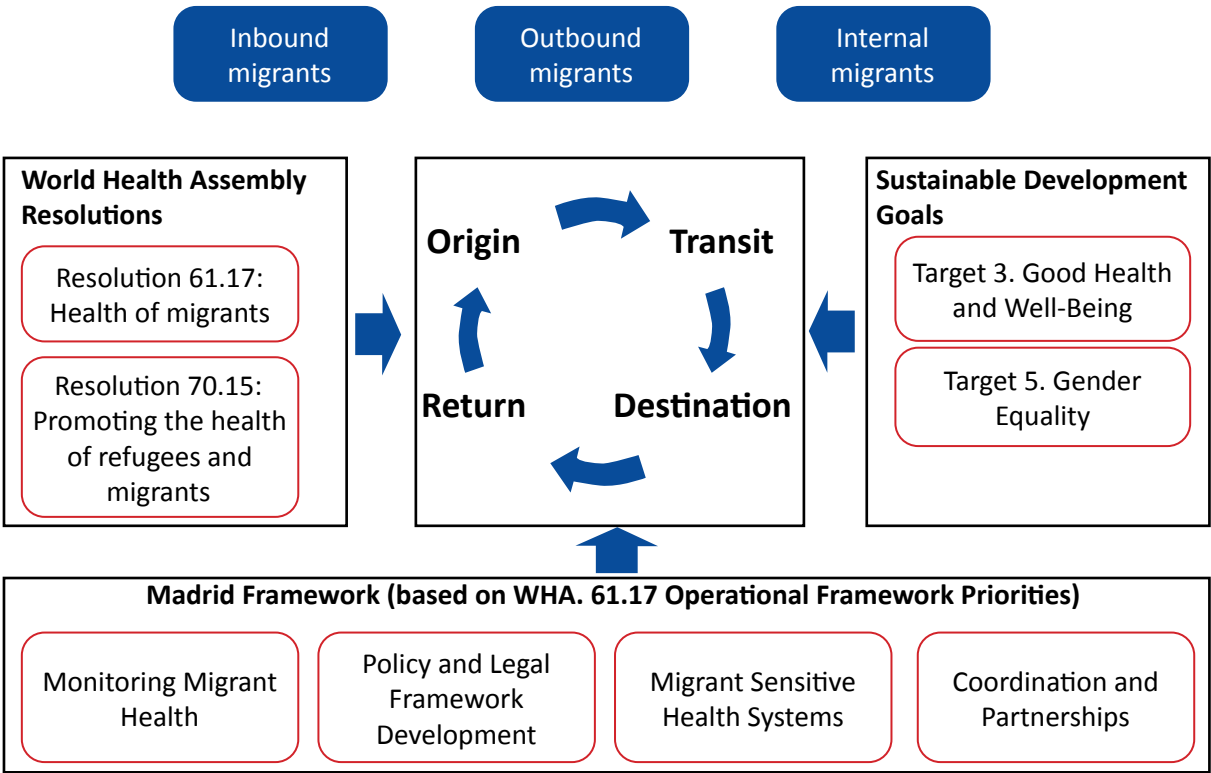 Inbound
migrants
Outbound
migrants
Internal
migrants
World Health Assembly
Resolutions
Resolution 61.17:
Health of migrants
Resolution 70.15:
Promoting the health
of refugees and
migrants
Origin
Transit
Return
Destination
Sustainable Development
Goals
Target 3. Good Health
and Well-Being
Target 5. Gender
Equality
Madrid Framework (based on WHA. 61.17 Operational Framework Priorities)
Monitoring Migrant
Health
Policy and Legal
Framework
Development
Migrant Sensitive
Health Systems
Coordination and
Partnerships